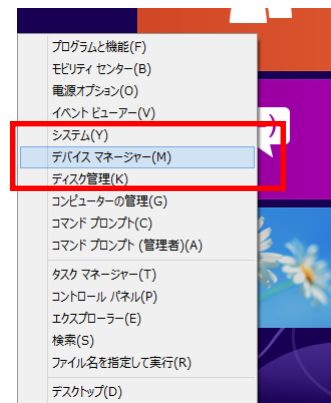 プログラムと機能(F)
モビリティ センター(B)
電源オプション(O)
イベント ビューアー(V)
システム(Y)
デバイス マネージャー(M)
ディスク管理(K)
コンピューターの管理(G)
コマンド プロンプト(C)
コマンド プロンプト (管理者)(A)
タスク マネージャー(T)
コントロール パネル(P)
エクスプローラー(E)
検索(S)
ファイル名を指定して実行(R)
デスクトップ(D)